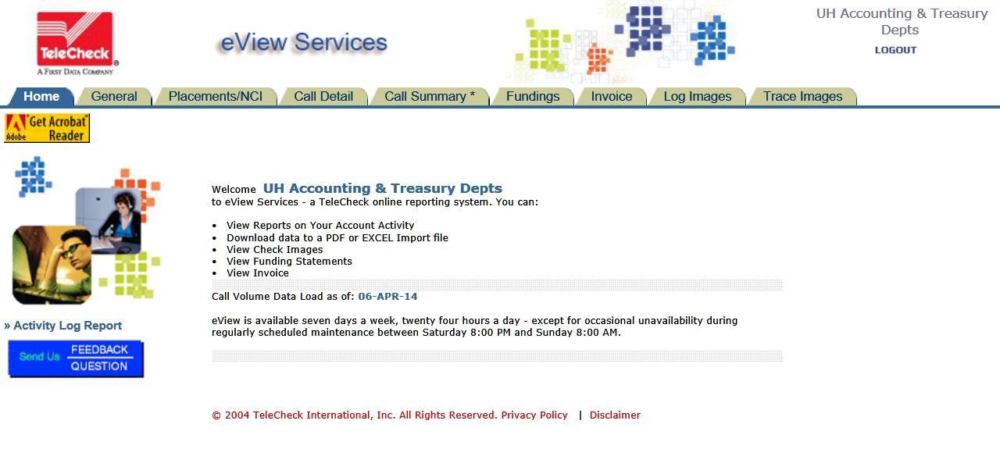 TeleCheck®
A First Data Company
eView Services
UH Accounting & Treasury
Depts
LOGOUT
Home
General
Placements/NCI
Call Detail
Call Summary *
Fundings
Invoice
Log Images
Trace Images
Get Acrobat®
Adobe® Reader
Welcome UH Accounting & Treasury Depts
to eView Services - a TeleCheck online reporting system. You can:
• View Reports on Your Account Activity
• Download data to a PDF or EXCEL Import file
• View Check Images
• View Funding Statements
• View Invoice
Call Volume Data Load as of: 06-APR-14
eView is available seven days a week, twenty four hours a day - except for occasional unavailability during
regularly scheduled maintenance between Saturday 8:00 PM and Sunday 8:00 AM.
» Activity Log Report
Send Us FEEDBACK
QUESTION
© 2004 TeleCheck International, Inc. All Rights Reserved. Privacy Policy | Disclaimer